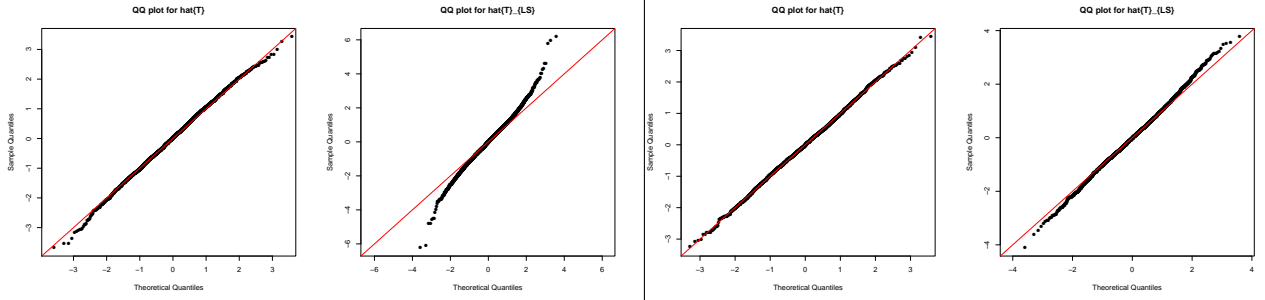 QQ plot for hat{T}
Sample Quantiles
3
2
1
0
−1
−2
−3
−3 −2 −1 0 1 2 3
Theoretical Quantiles
QQ plot for hat{T}_{LS}
Sample Quantiles
6
4
2
0
−2
−4
−6
−6 −4 −2 0 2 4 6
Theoretical Quantiles
QQ plot for hat{T}
Sample Quantiles
3
2
1
0
−1
−2
−3
−3 −2 −1 0 1 2 3
Theoretical Quantiles
QQ plot for hat{T}_{LS}
Sample Quantiles
4
2
0
−2
−4
−4 −2 0 2 4
Theoretical Quantiles